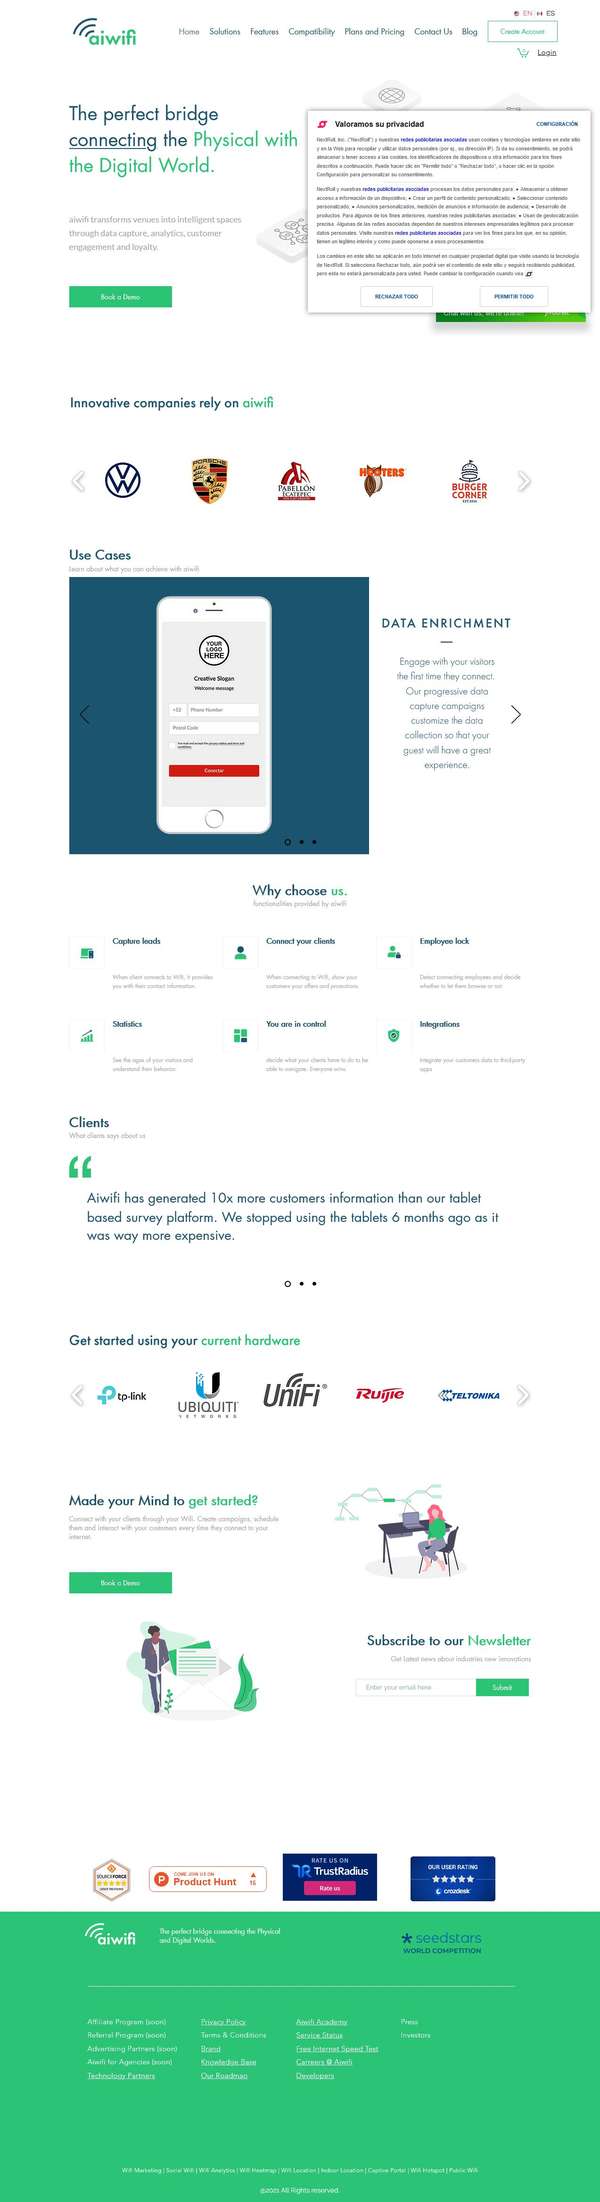 EN ES
aiwifi
Home Solutions Features Compatibility Plans and Pricing Contact Us Blog Create Account
Login
The perfect bridge
connecting the Physical with
the Digital World.
aiwifi transforms venues into intelligent spaces
through data capture, analytics, customer
engagement and loyalty.
Book a Demo
Valoramos su privacidad
CONFIGURACIÓN
NextRoll, Inc. ("NextRoll") y nuestras redes publicitarias asociadas usan cookies y tecnologías similares en este sitio
y en la Web para recopilar y utilizar datos personales (por ej., su dirección IP). Si da su consentimiento, se podrá
almacenar o tener acceso a las cookies, los identificadores de dispositivos u otra información para los fines
descritos a continuación. Puede hacer clic en "Permitir todo" o "Rechazar todo", o hacer clic en la opción
Configuración para personalizar su consentimiento.
NextRoll y nuestras redes publicitarias asociadas procesan los datos personales para: ● Almacenar u obtener
acceso a información de un dispositivo; ● Crear un perfil de contenido personalizado; ● Seleccionar contenido
personalizado; ● Anuncios personalizados, medición de anuncios e información de audiencia; ● Desarrollo de
productos. Para algunos de los fines anteriores, nuestras redes publicitarias asociadas: ● Usan datos de geolocalización
precisa. Algunas de las redes asociadas dependen de nuestros intereses empresariales legítimos para procesar
datos personales. Visite nuestras redes publicitarias asociadas para ver los fines para los que, en su opinión,
tienen un legítimo interés y cómo puede oponerse a esos procesamientos.
Los cambios en este sitio se aplicarán en todo Internet en cualquier propiedad digital que visite usando la tecnología
de NextRoll. Si selecciona Rechazar todo, aún podrá ver el contenido de este sitio y seguirá recibiendo publicidad,
pero esta no estará personalizada para usted. Puede cambiar la configuración cuando vea
RECHAZAR TODO PERMITIR TODO
Innovative companies rely on aiwifi
PORSCHE
PABELLÓN
ECATEPEC
HOOTERS
BURGER
CORNER
Use Cases
Learn about what you can achieve with aiwifi
YOUR
LOGO
HERE
Creative Slogan
Welcome message
+52 Phone Number
Postal Code
Conectar
DATA ENRICHMENT
Engage with your visitors
the first time they connect.
Our progressive data
capture campaigns
customize the data
collection so that your
guest will have a great
experience.
Why choose us.
functionalities provided by aiwifi
Capture leads
When client connects to Wifi, it provides
you with their contact information.
Connect your clients
When connecting to WiFi, show your
customers your offers and promotions.
Employee lock
Detect connecting employees and decide
whether to let them browse or not
Statistics
See the ages of your visitors and
understand their behavior.
You are in control
decide what your clients have to do to be
able to navigate. Everyone wins.
Integrations
Integrate your customers data to third-party
apps
Clients
What clients says about us
“
Aiwifi has generated 10x more customers information than our tablet
based survey platform. We stopped using the tablets 6 months ago as it
was way more expensive.
Get started using your current hardware
tp-link
UBIQUITI
NETWORKS
UniFi®
Ruijie
TELTONIKA
Made your Mind to get started?
Connect with your clients through your Wifi. Create campaigns, schedule
them and interact with your customers every time they connect to your
internet.
Book a Demo
Subscribe to our Newsletter
Get Latest news about industries new innovations
Enter your email here Submit
SOURCEFORGE
COME JOIN US ON
Product Hunt
RATE US ON
TrustRadius
Rate us
OUR USER RATING
crozdesk
aiwifi
The perfect bridge connecting the Physical
and Digital Worlds.
seedstars
WORLD COMPETITION
Affiliate Program (soon)
Referral Program (soon)
Advertising Partners (soon)
Aiwifi for Agencies (soon)
Technology Partners
Privacy Policy
Terms & Conditions
Brand
Knowledge Base
Our Roadmap
Aiwifi Academy
Service Status
Free Internet Speed Test
Carreers @ Aiwifi
Developers
Press
Investors
Wifi Marketing | Social Wifi | Wifi Analytics | Wifi Heatmap | Wifi Location | Indoor Location | Captive Portal | Wifi Hotspot | Public Wifi
@2021 All Rights reserved.